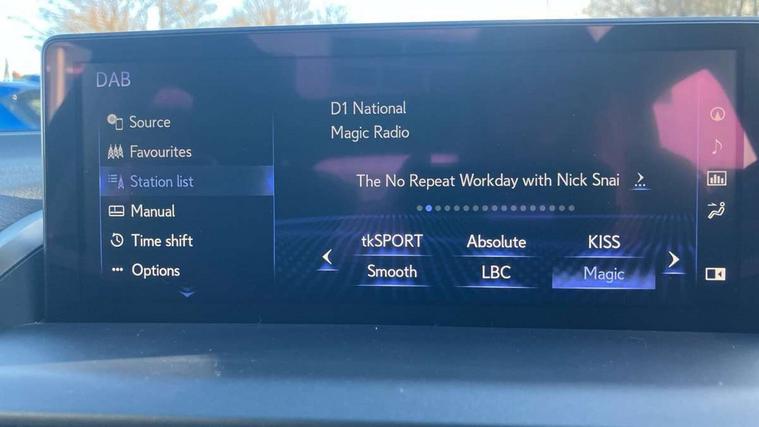 DAB
Source
Favourites
Station list
Manual
Time shift
Options
D1 National
Magic Radio
The No Repeat Workday with Nick Snai
tkSPORT Absolute KISS
Smooth LBC Magic